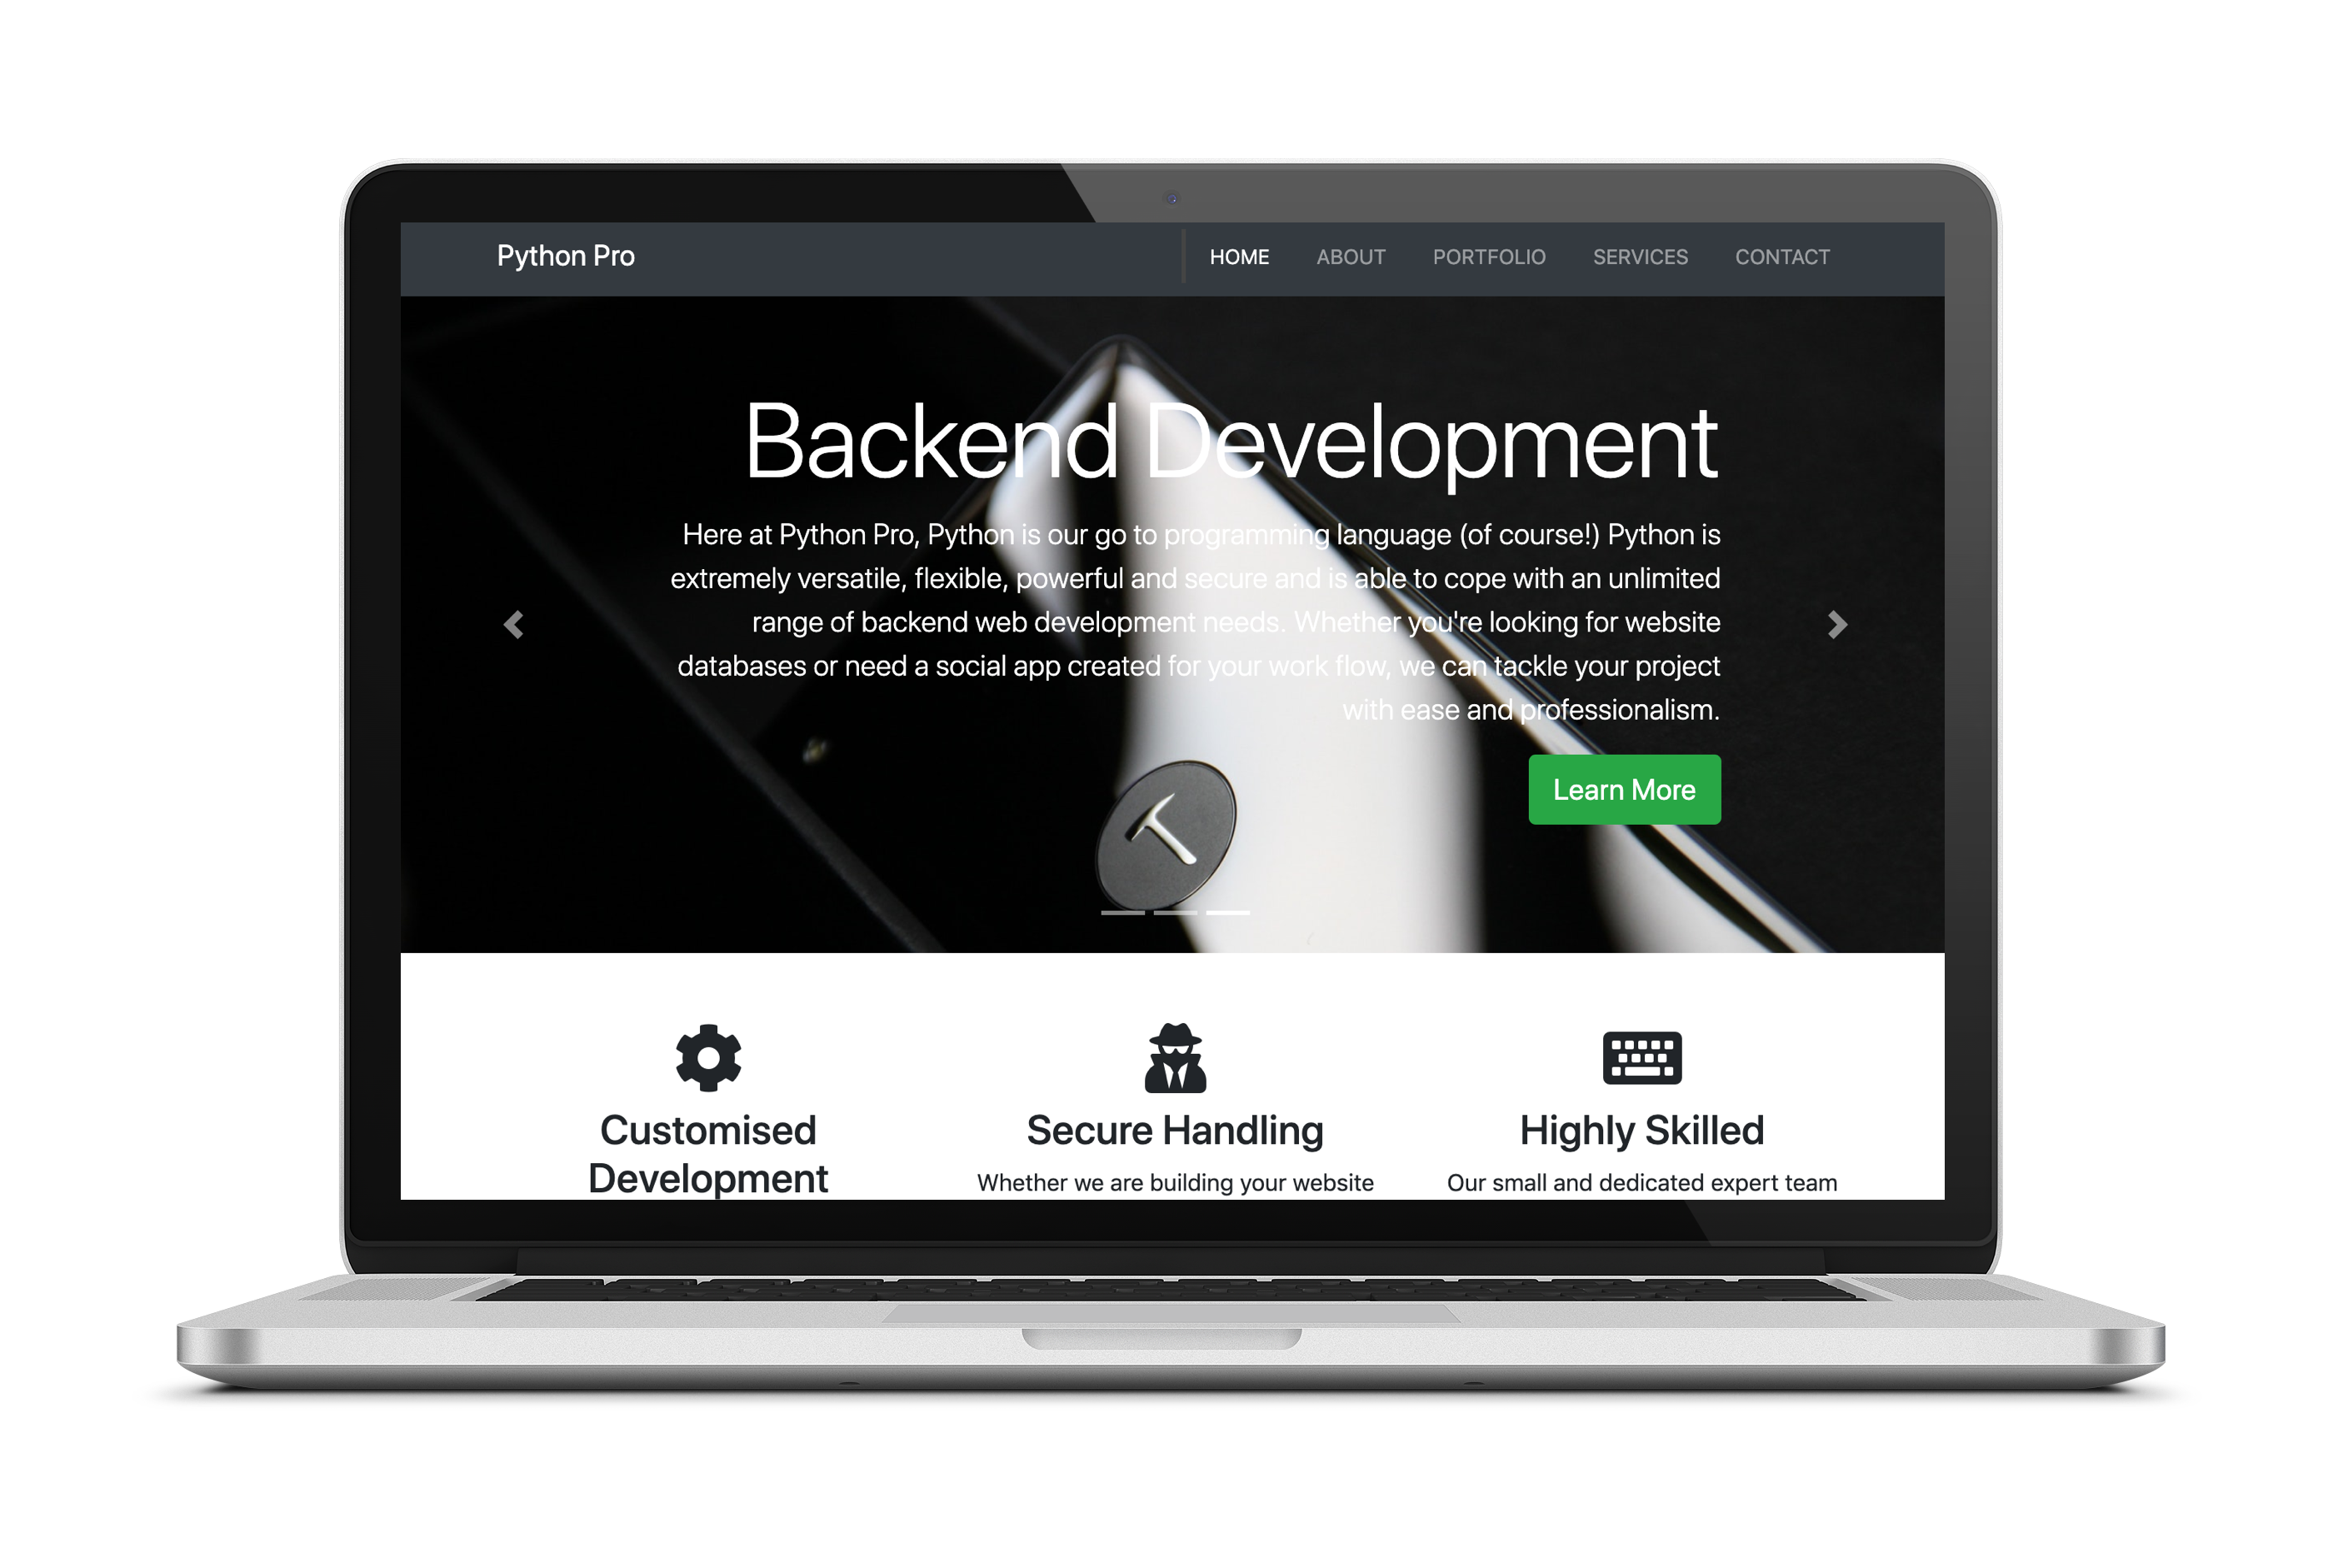 Python Pro
HOME ABOUT PORTFOLIO SERVICES CONTACT
Backend Development
Here at Python Pro, Python is our go to programming language (of course!) Python is
extremely versatile, flexible, powerful and secure and is able to cope with an unlimited
range of backend web development needs. Whether you're looking for website
databases or need a social app created for your work flow, we can tackle your project
with ease and professionalism.
Learn More
Customised
Development
Secure Handling
Whether we are building your website
Highly Skilled
Our small and dedicated expert team